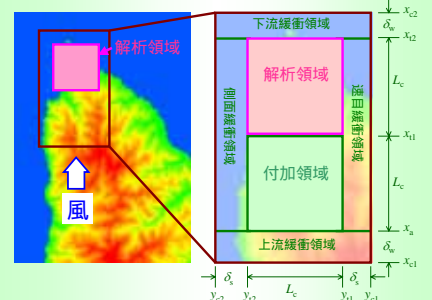 解析領域
風
下流緩衝領域
解析領域
側面緩衝領域
速目緩衝領域
付加領域
上流緩衝領域
x_c2
δ_w
x_t2
L_c
x_t1
L_c
x_a
δ_w
x_c1
δ_s
L_c
δ_s
y_c2
y_t2
y_t1
y_c1